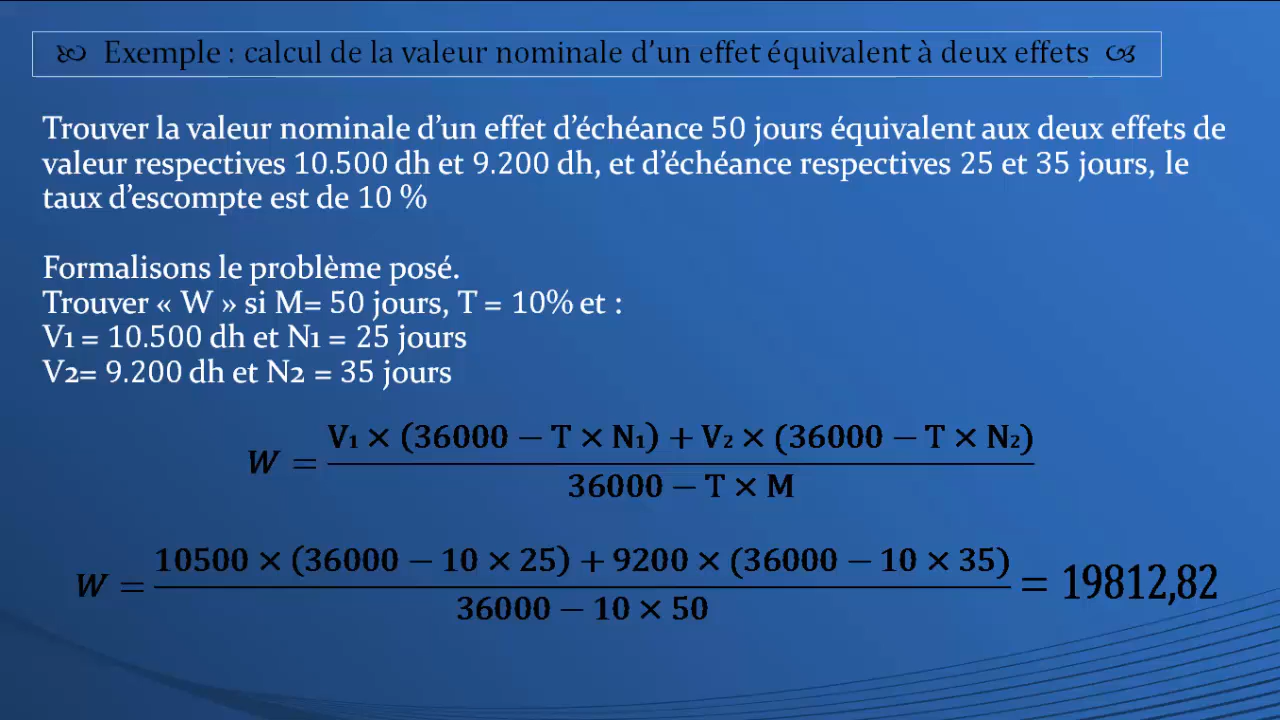 Exemple : calcul de la valeur nominale d’un effet équivalent à deux effets
Trouver la valeur nominale d’un effet d’échéance 50 jours équivalent aux deux effets de
valeur respectives 10.500 dh et 9.200 dh, et d’échéance respectives 25 et 35 jours, le
taux d’escompte est de 10 %
Formalisons le problème posé.
Trouver « W » si M= 50 jours, T = 10% et :
V1 = 10.500 dh et N1 = 25 jours
V2= 9.200 dh et N2 = 35 jours
V1 × (36000 − T × N1) + V2 × (36000 − T × N2)
W =
36000 − T × M
10500 × (36000 − 10 × 25) + 9200 × (36000 − 10 × 35)
W = = 19812,82
36000 − 10 × 50